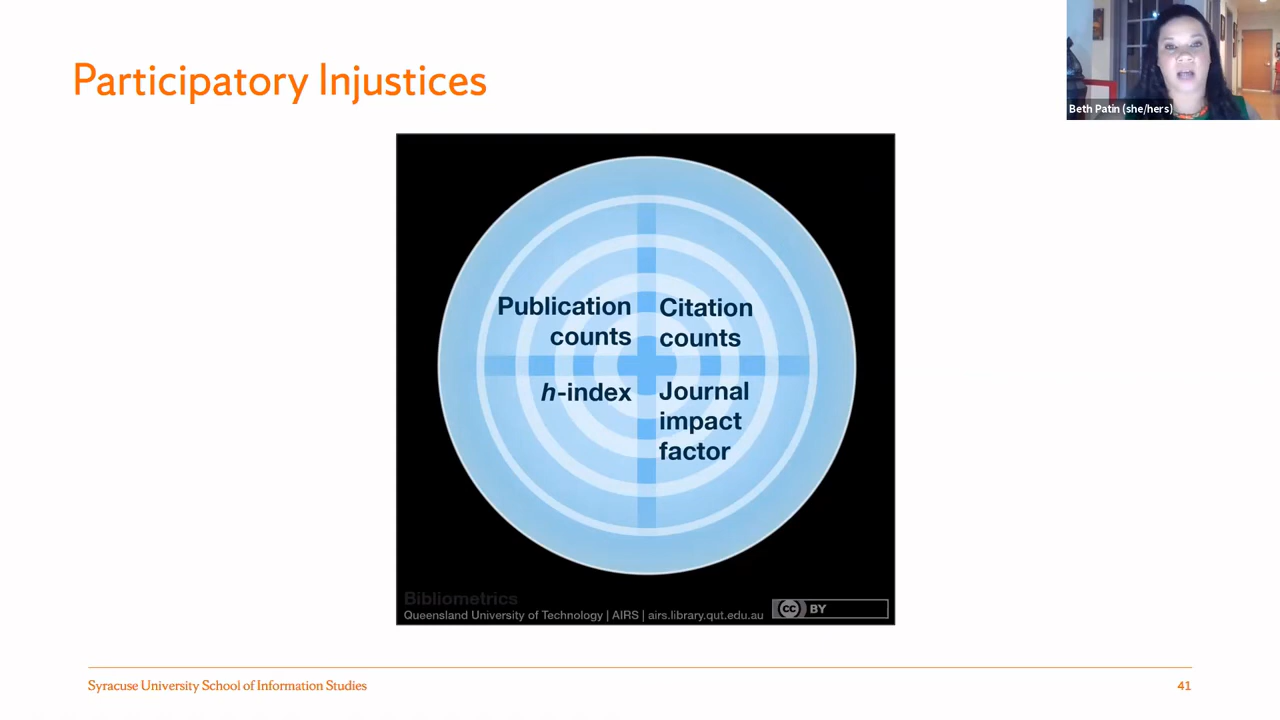 Participatory Injustices
Beth Patin (she/hers)
Publication
counts
Citation
counts
h-index
Journal
impact
factor
Bibliometrics
Queensland University of Technology | AIRS | airs.library.qut.edu.au
cc BY
Syracuse University School of Information Studies
41